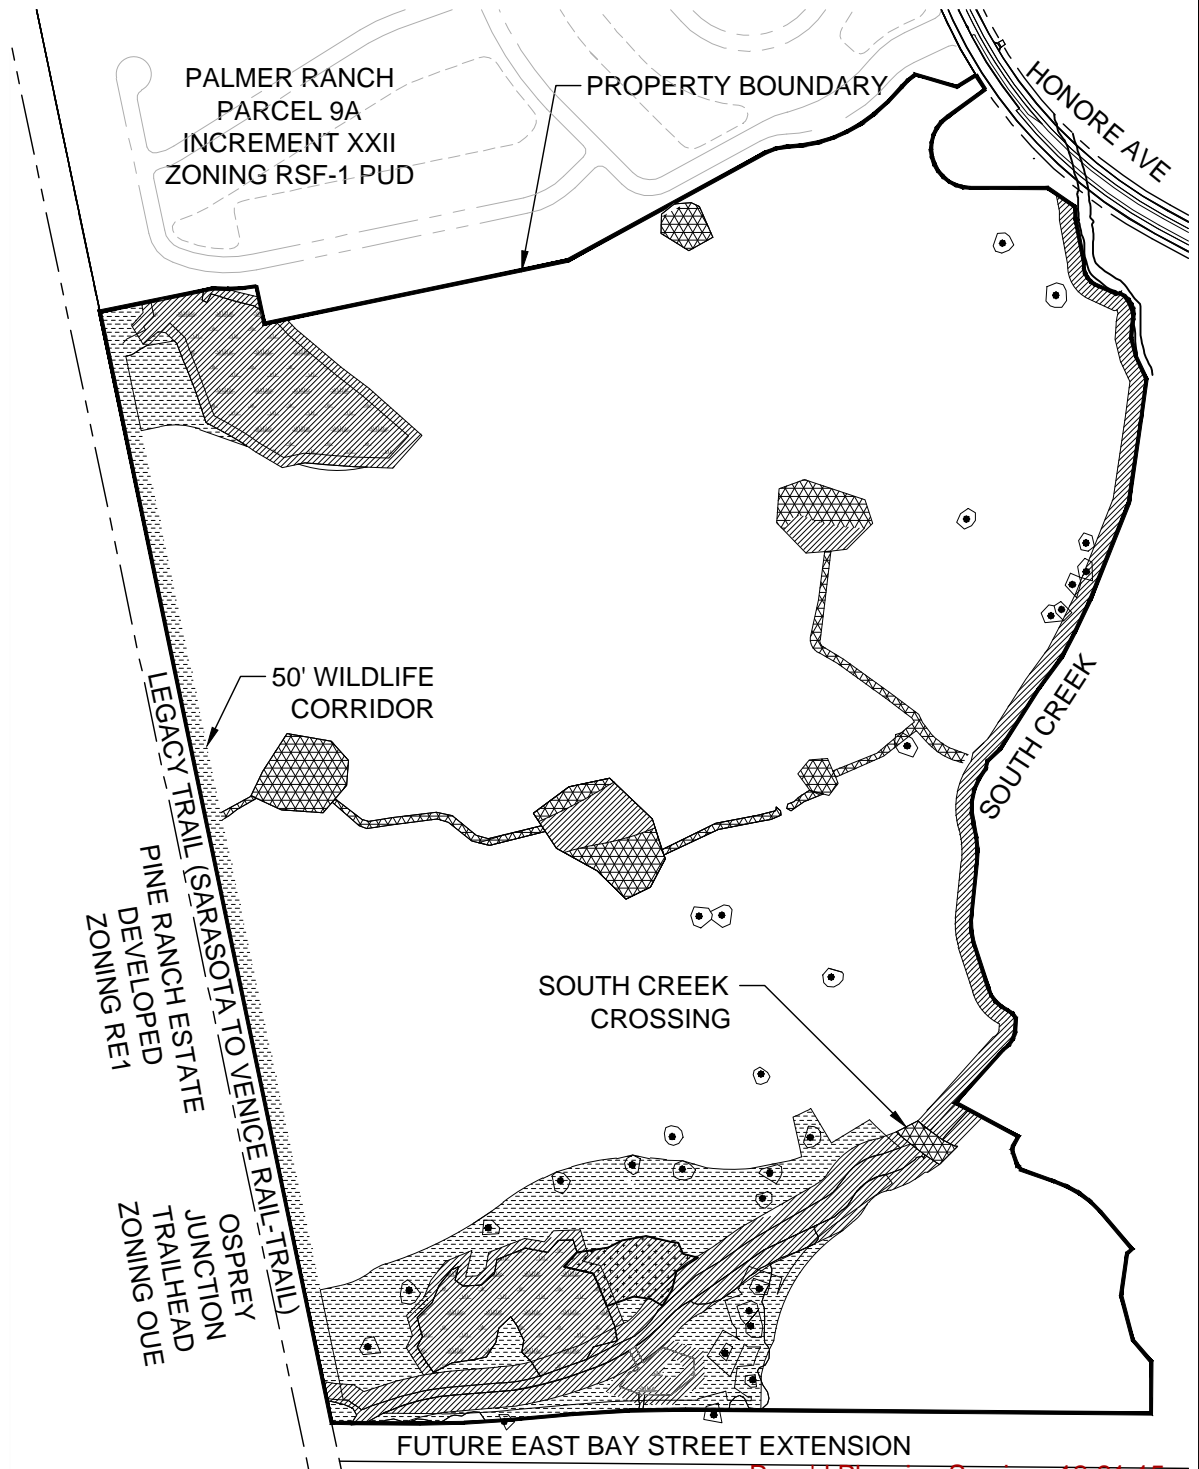 PALMER RANCH
PARCEL 9A
INCREMENT XXII
ZONING RSF-1 PUD
PROPERTY BOUNDARY
HONORE AVE
50' WILDLIFE
CORRIDOR
SOUTH CREEK
LEGACY TRAIL (SARASOTA TO VENICE RAIL-TRAIL)
PINE RANCH ESTATE
DEVELOPED
ZONING RE1
SOUTH CREEK
CROSSING
OSPREY
JUNCTION
TRAILHEAD
ZONING OUE
FUTURE EAST BAY STREET EXTENSION